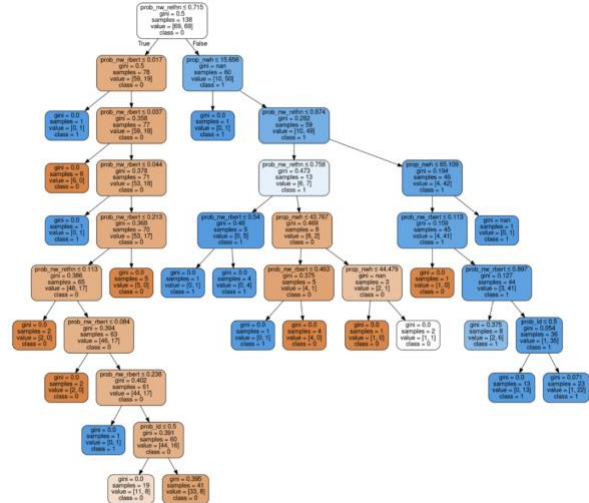 prob_nw_rethn ≤ 0.715
gini = 0.5
samples = 138
value = [69, 69]
class = 0
True
False
prob_nw_rbert ≤ 0.017
gini = 0.5
samples = 78
value = [59, 19]
class = 0
prop_nwh ≤ 15.656
gini = nan
samples = 60
value = [10, 50]
class = 1
gini = 0.0
samples = 1
value = [0, 1]
class = 1
prob_nw_rbert ≤ 0.037
gini = 0.358
samples = 77
value = [59, 18]
class = 0
gini = 0.0
samples = 1
value = [0, 1]
class = 1
prob_nw_rethn ≤ 0.874
gini = 0.282
samples = 59
value = [10, 49]
class = 1
gini = 0.0
samples = 6
value = [6, 0]
class = 0
prob_nw_rbert ≤ 0.044
gini = 0.378
samples = 71
value = [53, 18]
class = 0
prob_nw_rethn ≤ 0.758
gini = 0.473
samples = 13
value = [6, 7]
class = 1
prop_nwh ≤ 65.109
gini = 0.194
samples = 46
value = [4, 42]
class = 1
gini = 0.0
samples = 1
value = [0, 1]
class = 1
prob_nw_rbert ≤ 0.213
gini = 0.368
samples = 70
value = [53, 17]
class = 0
prob_nw_rbert ≤ 0.54
samples = 5
class = 1
prop_nwh ≤ 43.767
gini = 0.469
samples = 8
value = [6, 2]
class = 0
prob_nw_rbert ≤ 0.113
gini = 0.159
samples = 45
value = [4, 41]
class = 1
gini = nan
samples = 1
value = [0, 1]
class = 1
prob_nw_rethn ≤ 0.113
gini = 0.386
samples = 65
value = [48, 17]
class = 0
gini = 0.0
samples = 5
value = [5, 0]
class = 0
gini = 0.0
samples = 1
value = [0, 1]
class = 1
gini = 0.0
samples = 4
value = [0, 4]
class = 1
prob_nw_rbert ≤ 0.463
gini = 0.375
samples = 5
value = [4, 1]
class = 0
prop_nwh ≤ 44.479
gini = nan
samples = 3
value = [2, 1]
class = 0
gini = 0.0
samples = 1
value = [1, 0]
class = 0
prob_nw_rbert ≤ 0.897
gini = 0.127
samples = 44
value = [3, 41]
class = 1
gini = 0.0
samples = 2
value = [2, 0]
class = 0
prob_nw_rbert ≤ 0.084
gini = 0.394
samples = 63
value = [46, 17]
class = 0
gini = 0.0
samples = 1
value = [0, 1]
class = 1
gini = 0.0
samples = 4
value = [4, 0]
class = 0
gini = 0.0
samples = 1
value = [1, 0]
class = 0
gini = 0.0
samples = 2
value = [1, 1]
class = 0
gini = 0.375
samples = 8
value = [2, 6]
class = 1
prob_ld ≤ 0.5
gini = 0.054
samples = 36
value = [1, 35]
class = 1
gini = 0.0
samples = 2
value = [2, 0]
class = 0
prob_nw_rbert ≤ 0.238
gini = 0.402
samples = 61
value = [44, 17]
class = 0
gini = 0.0
samples = 13
value = [0, 13]
class = 1
gini = 0.071
samples = 23
value = [1, 22]
class = 1
gini = 0.0
samples = 1
value = [0, 1]
class = 1
prob_ld ≤ 0.5
gini = 0.391
samples = 60
value = [44, 16]
class = 0
gini = 0.0
samples = 19
value = [11, 8]
class = 0
gini = 0.395
samples = 41
value = [33, 8]
class = 0